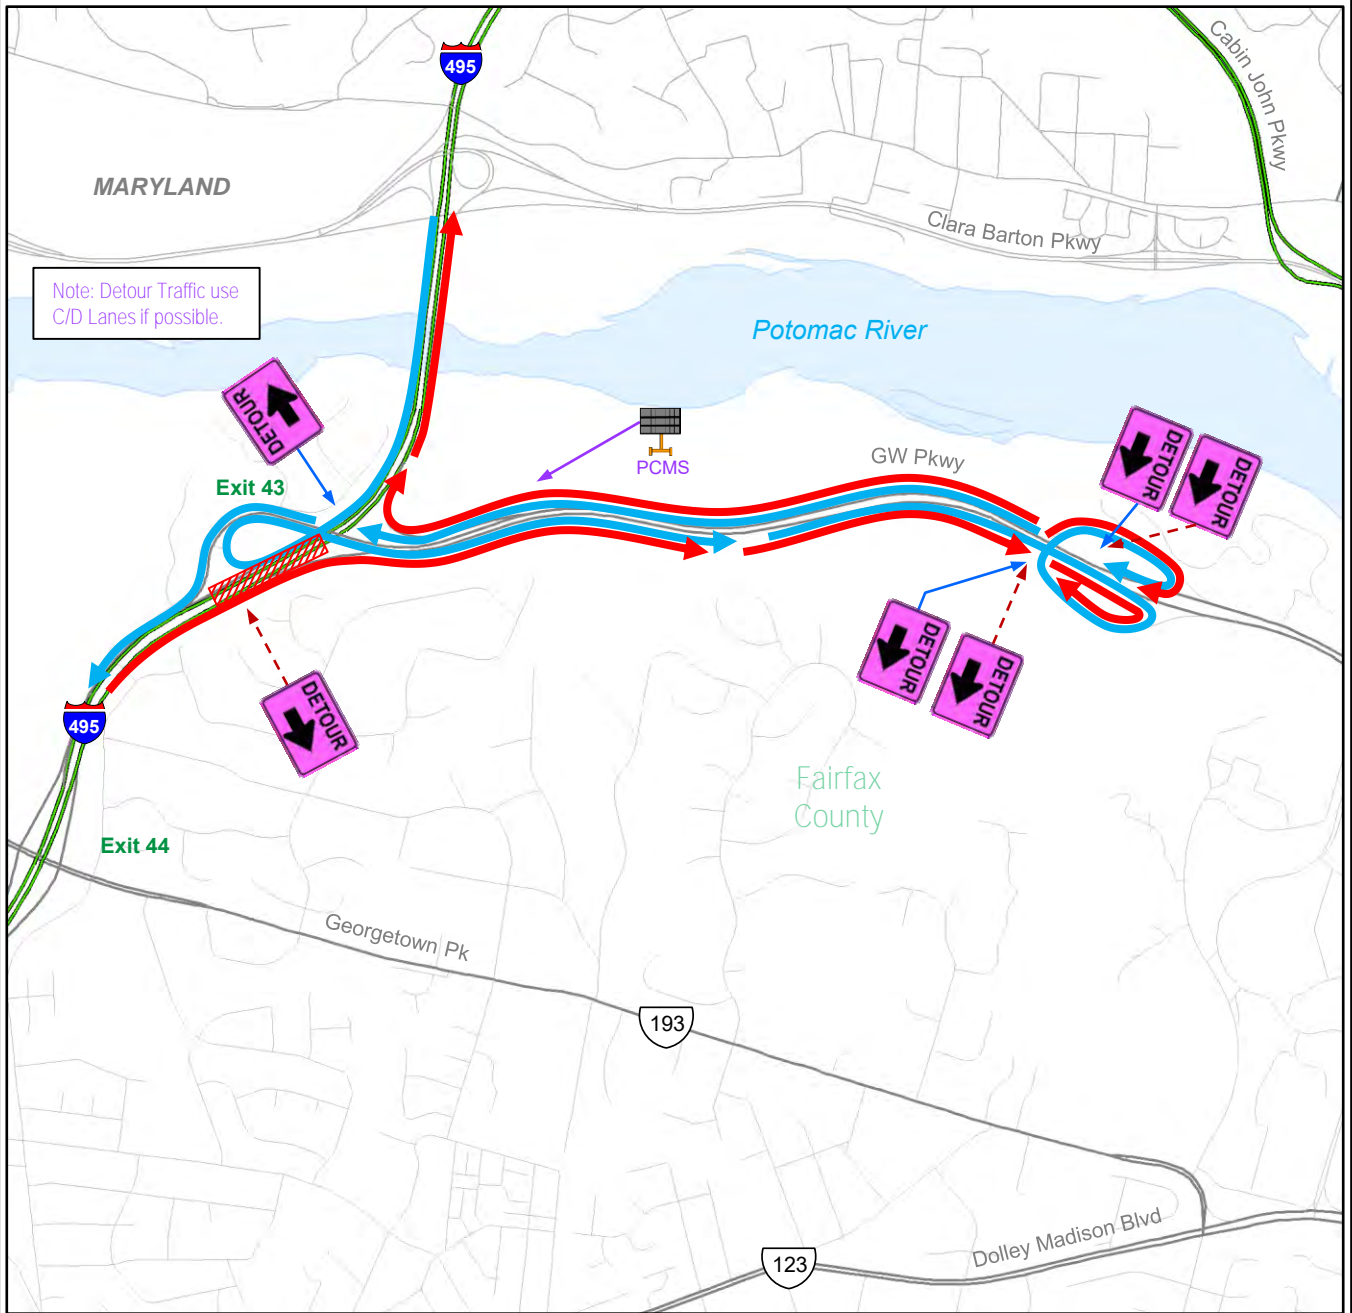 495
Cabin John Pkwy
MARYLAND
Clara Barton Pkwy
Note: Detour Traffic use
C/D Lanes if possible.
Potomac River
DETOUR
PCMS
GW Pkwy
DETOUR
DETOUR
Exit 43
DETOUR
DETOUR
DETOUR
495
Fairfax
County
Exit 44
Georgetown Pk
193
Dolley Madison Blvd
123